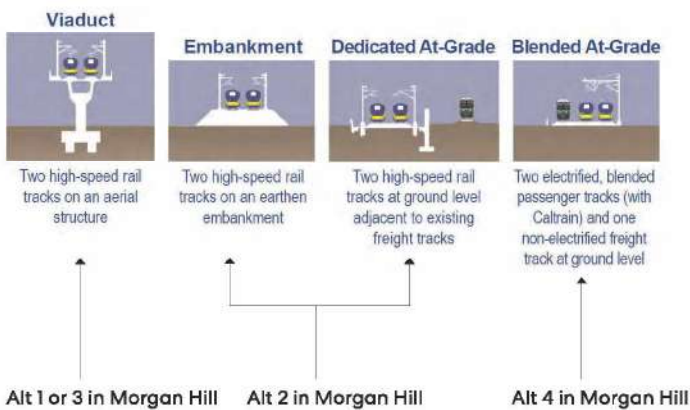 Viaduct
Two high-speed rail
tracks on an aerial
structure
Embankment
Two high-speed rail
tracks on an earthen
embankment
Dedicated At-Grade
Two high-speed rail
tracks at ground level
adjacent to existing
freight tracks
Blended At-Grade
Two electrified, blended
passenger tracks (with
Caltrain) and one
non-electrified freight
track at ground level
Alt 1 or 3 in Morgan Hill
Alt 2 in Morgan Hill
Alt 4 in Morgan Hill